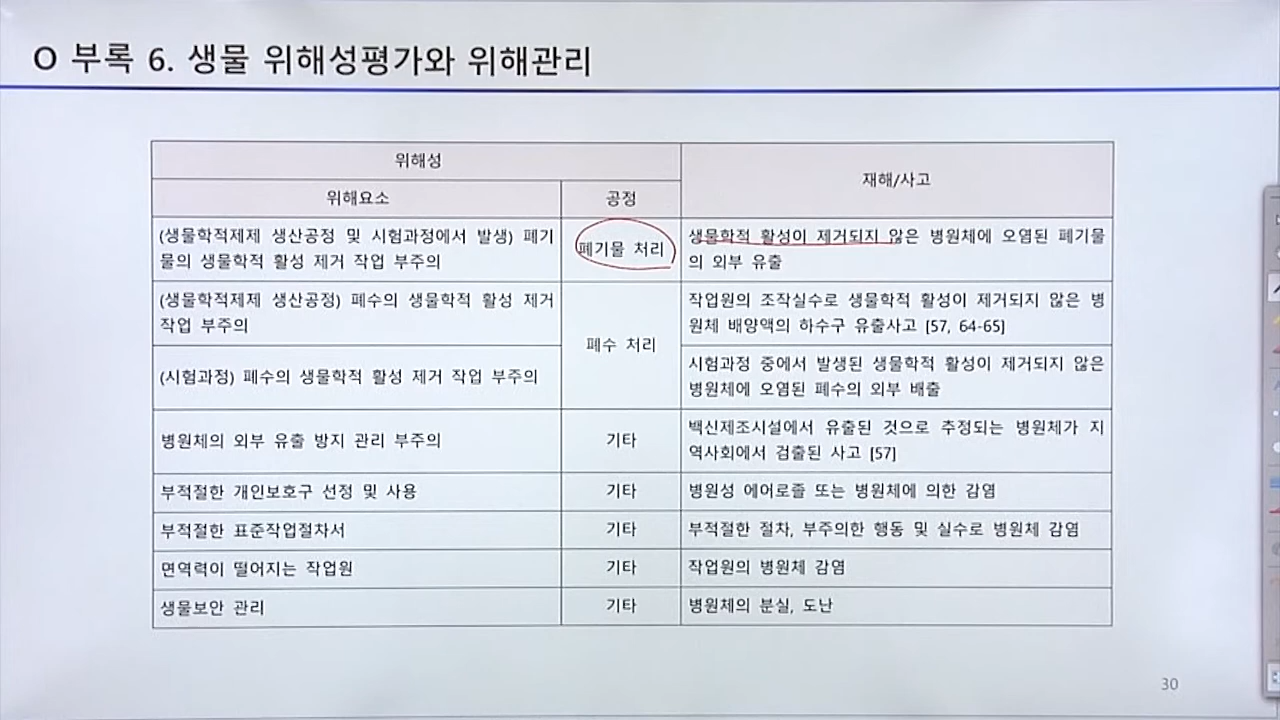 O 부록 6. 생물 위해성평가와 위해관리
위해성
재해/사고
위해요소
공정
(생물학적제제 생산공정 및 시험과정에서 발생) 폐기
물의 생물학적 활성 제거 작업 부주의
폐기물 처리
생물학적 활성이 제거되지 않은 병원체에 오염된 폐기물
의 외부 유출
(생물학적제제 생산공정) 폐수의 생물학적 활성 제거
작업 부주의
폐수 처리
작업원의 조작실수로 생물학적 활성이 제거되지 않은 병
원체 배양액의 하수구 유출사고 [57, 64-65]
(시험과정) 폐수의 생물학적 활성 제거 작업 부주의
시험과정 중에서 발생된 생물학적 활성이 제거되지 않은
병원체에 오염된 폐수의 외부 배출
병원체의 외부 유출 방지 관리 부주의
기타
백신제조시설에서 유출된 것으로 추정되는 병원체가 지
역사회에서 검출된 사고 [57]
부적절한 개인보호구 선정 및 사용
기타
병원성 에어로졸 또는 병원체에 의한 감염
부적절한 표준작업절차서
기타
부적절한 절차, 부주의한 행동 및 실수로 병원체 감염
면역력이 떨어지는 작업원
기타
작업원의 병원체 감염
생물보안 관리
기타
병원체의 분실, 도난
30